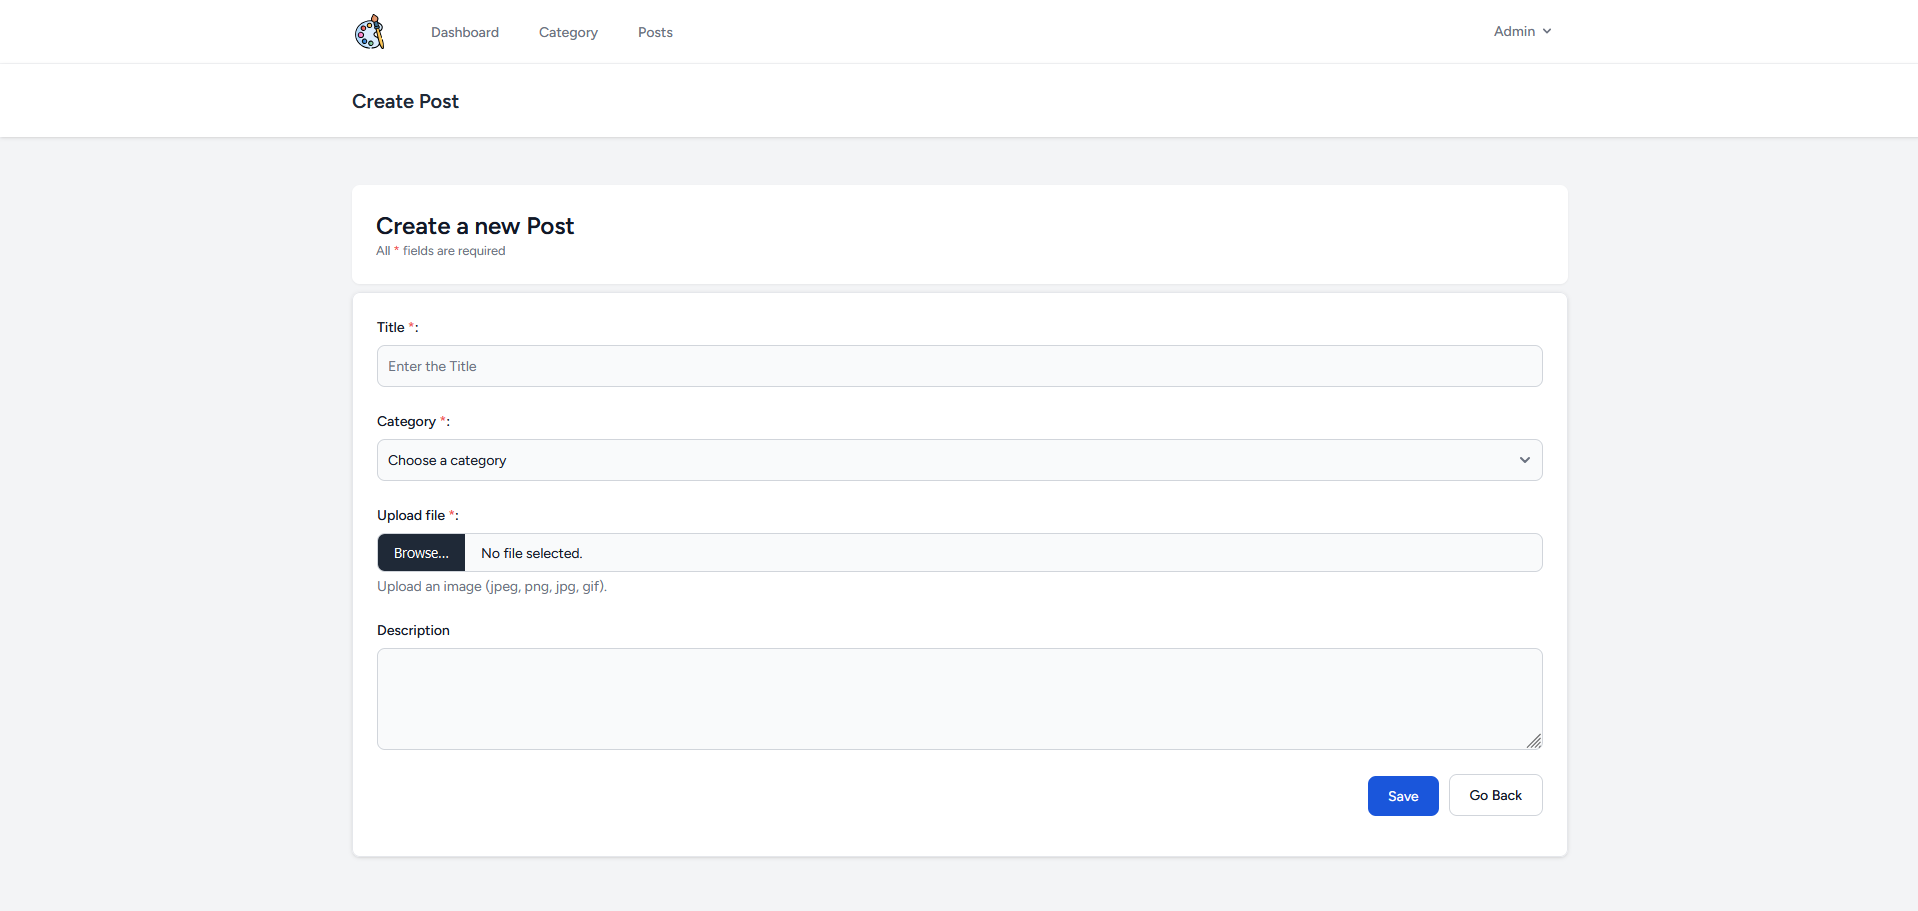 Dashboard Category Posts Admin
Create Post
Create a new Post
All * fields are required
Title *:
Enter the Title
Category *:
Choose a category
Upload file *:
Browse... No file selected.
Upload an image (jpeg, png, jpg, gif).
Description
Save Go Back